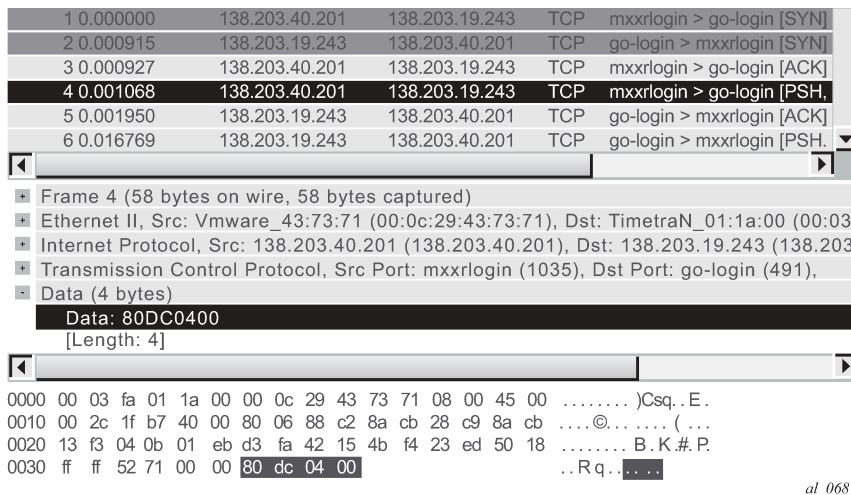 1 0.000000 138.203.40.201 138.203.19.243 TCP mxxrlogin > go-login [SYN]
2 0.000915 138.203.19.243 138.203.40.201 TCP go-login > mxxrlogin [SYN]
3 0.000927 138.203.40.201 138.203.19.243 TCP mxxrlogin > go-login [ACK]
4 0.001068 138.203.40.201 138.203.19.243 TCP mxxrlogin > go-login [PSH,
5 0.001950 138.203.19.243 138.203.40.201 TCP go-login > mxxrlogin [ACK]
6 0.016769 138.203.19.243 138.203.40.201 TCP go-login > mxxrlogin [PSH.
Frame 4 (58 bytes on wire, 58 bytes captured)
Ethernet II, Src: Vmware_43:73:71 (00:0c:29:43:73:71), Dst: TimetraN_01:1a:00 (00:03
Internet Protocol, Src: 138.203.40.201 (138.203.40.201), Dst: 138.203.19.243 (138.203
Transmission Control Protocol, Src Port: mxxrlogin (1035), Dst Port: go-login (491),
Data (4 bytes)
Data: 80DC0400
[Length: 4]
0000 00 03 fa 01 1a 00 00 0c 29 43 73 71 08 00 45 00 ........ )Csq..E.
0010 00 2c 1f b7 40 00 80 06 88 c2 8a cb 28 c9 8a cb ....©....... (...
0020 13 f3 04 0b 01 eb d3 fa 42 15 4b f4 23 ed 50 18 ........ B.K.#.P.
0030 ff ff 52 71 00 00 80 dc 04 00 ..Rq......
al_068